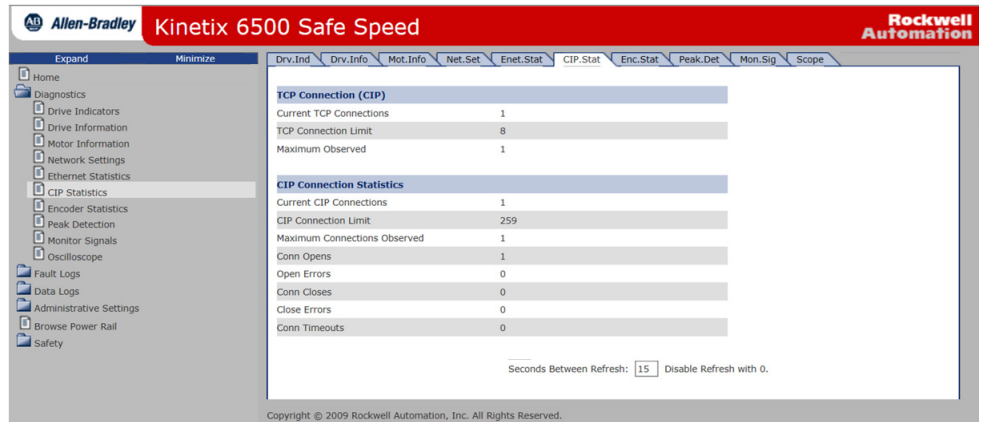 AB Allen-Bradley Kinetix 6500 Safe Speed Rockwell
Automation
Expand Minimize
Home
Diagnostics
Drive Indicators
Drive Information
Motor Information
Network Settings
Ethernet Statistics
CIP Statistics
Encoder Statistics
Peak Detection
Monitor Signals
Oscilloscope
Fault Logs
Data Logs
Administrative Settings
Browse Power Rail
Safety
Drv.Ind Drv.Info Mot.Info Net.Set Enet.Stat CIP.Stat Enc.Stat Peak.Det Mon.Sig Scope
TCP Connection (CIP)
Current TCP Connections 1
TCP Connection Limit 8
Maximum Observed 1
CIP Connection Statistics
Current CIP Connections 1
CIP Connection Limit 259
Maximum Connections Observed 1
Conn Opens 1
Open Errors 0
Conn Closes 0
Close Errors 0
Conn Timeouts 0
Seconds Between Refresh: 15 Disable Refresh with 0.
Copyright © 2009 Rockwell Automation, Inc. All Rights Reserved.